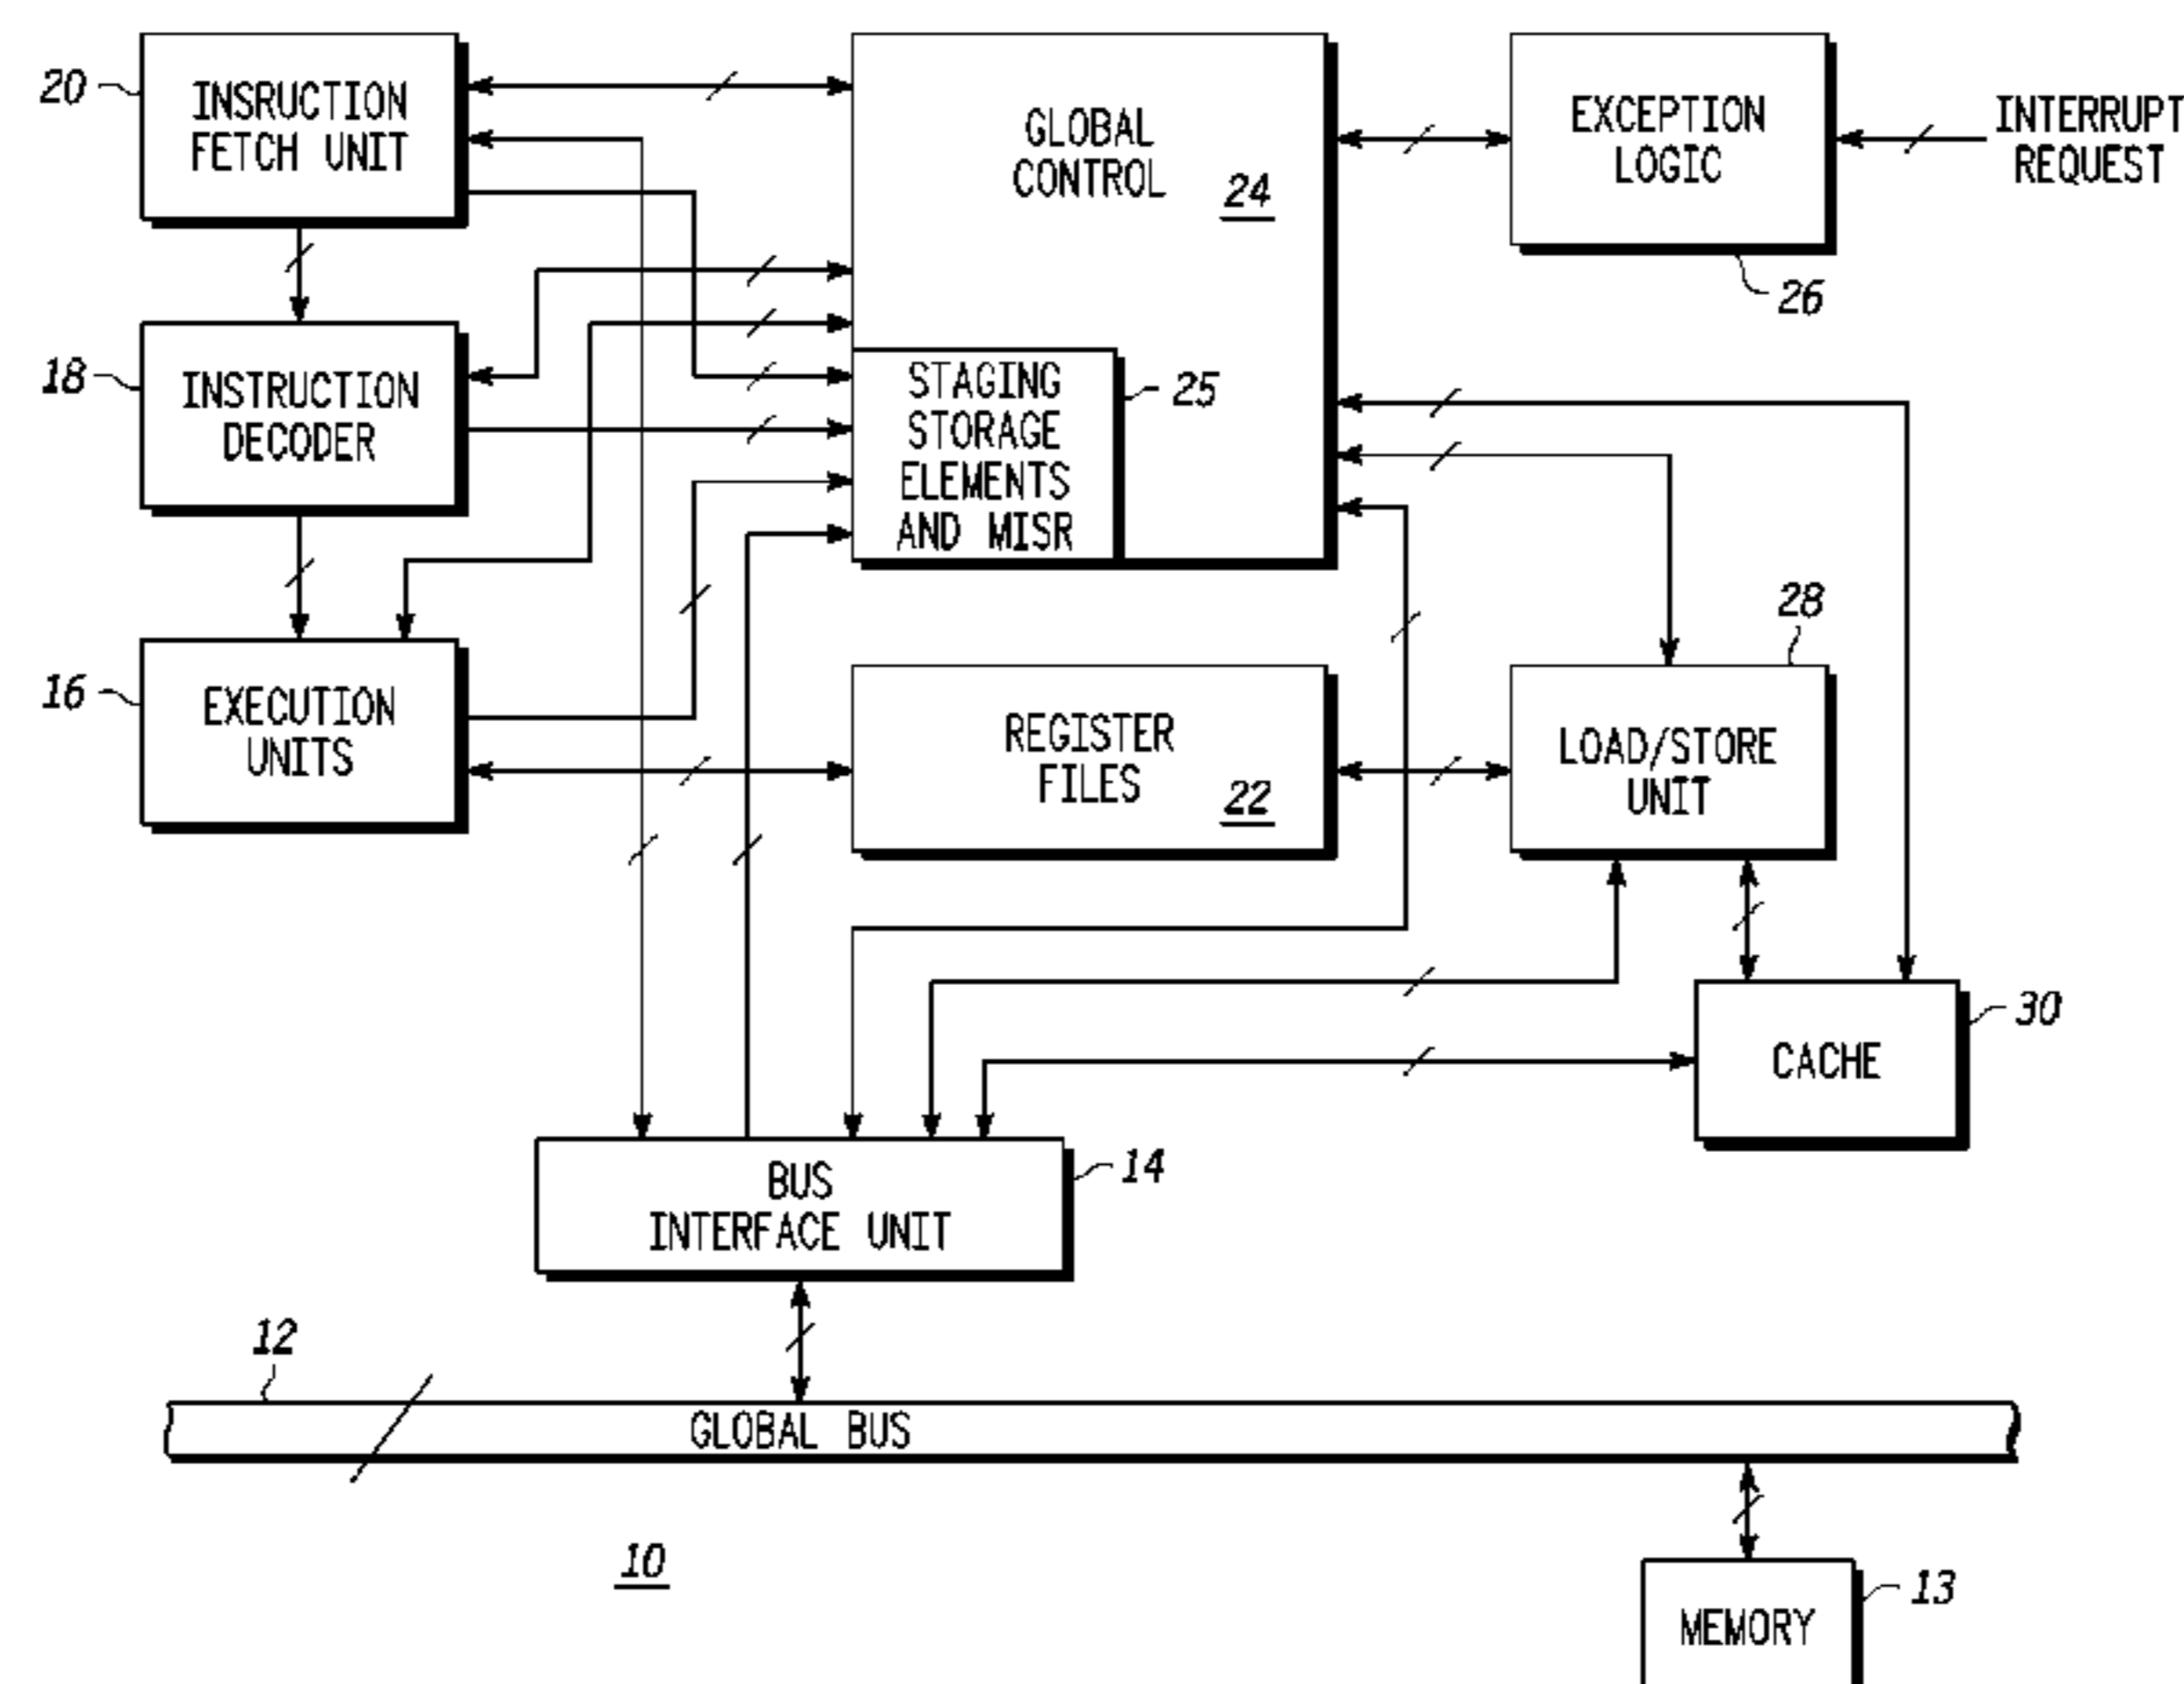 20
INSRUCTION
FETCH UNIT
GLOBAL
CONTROL
24
EXCEPTION
LOGIC
INTERRUPT
REQUEST
26
18
INSTRUCTION
DECODER
STAGING
STORAGE
ELEMENTS
AND MISR
25
16
EXECUTION
UNITS
REGISTER
FILES
22
28
LOAD/STORE
UNIT
CACHE
30
BUS
INTERFACE UNIT
14
12
GLOBAL BUS
10
MEMORY
13